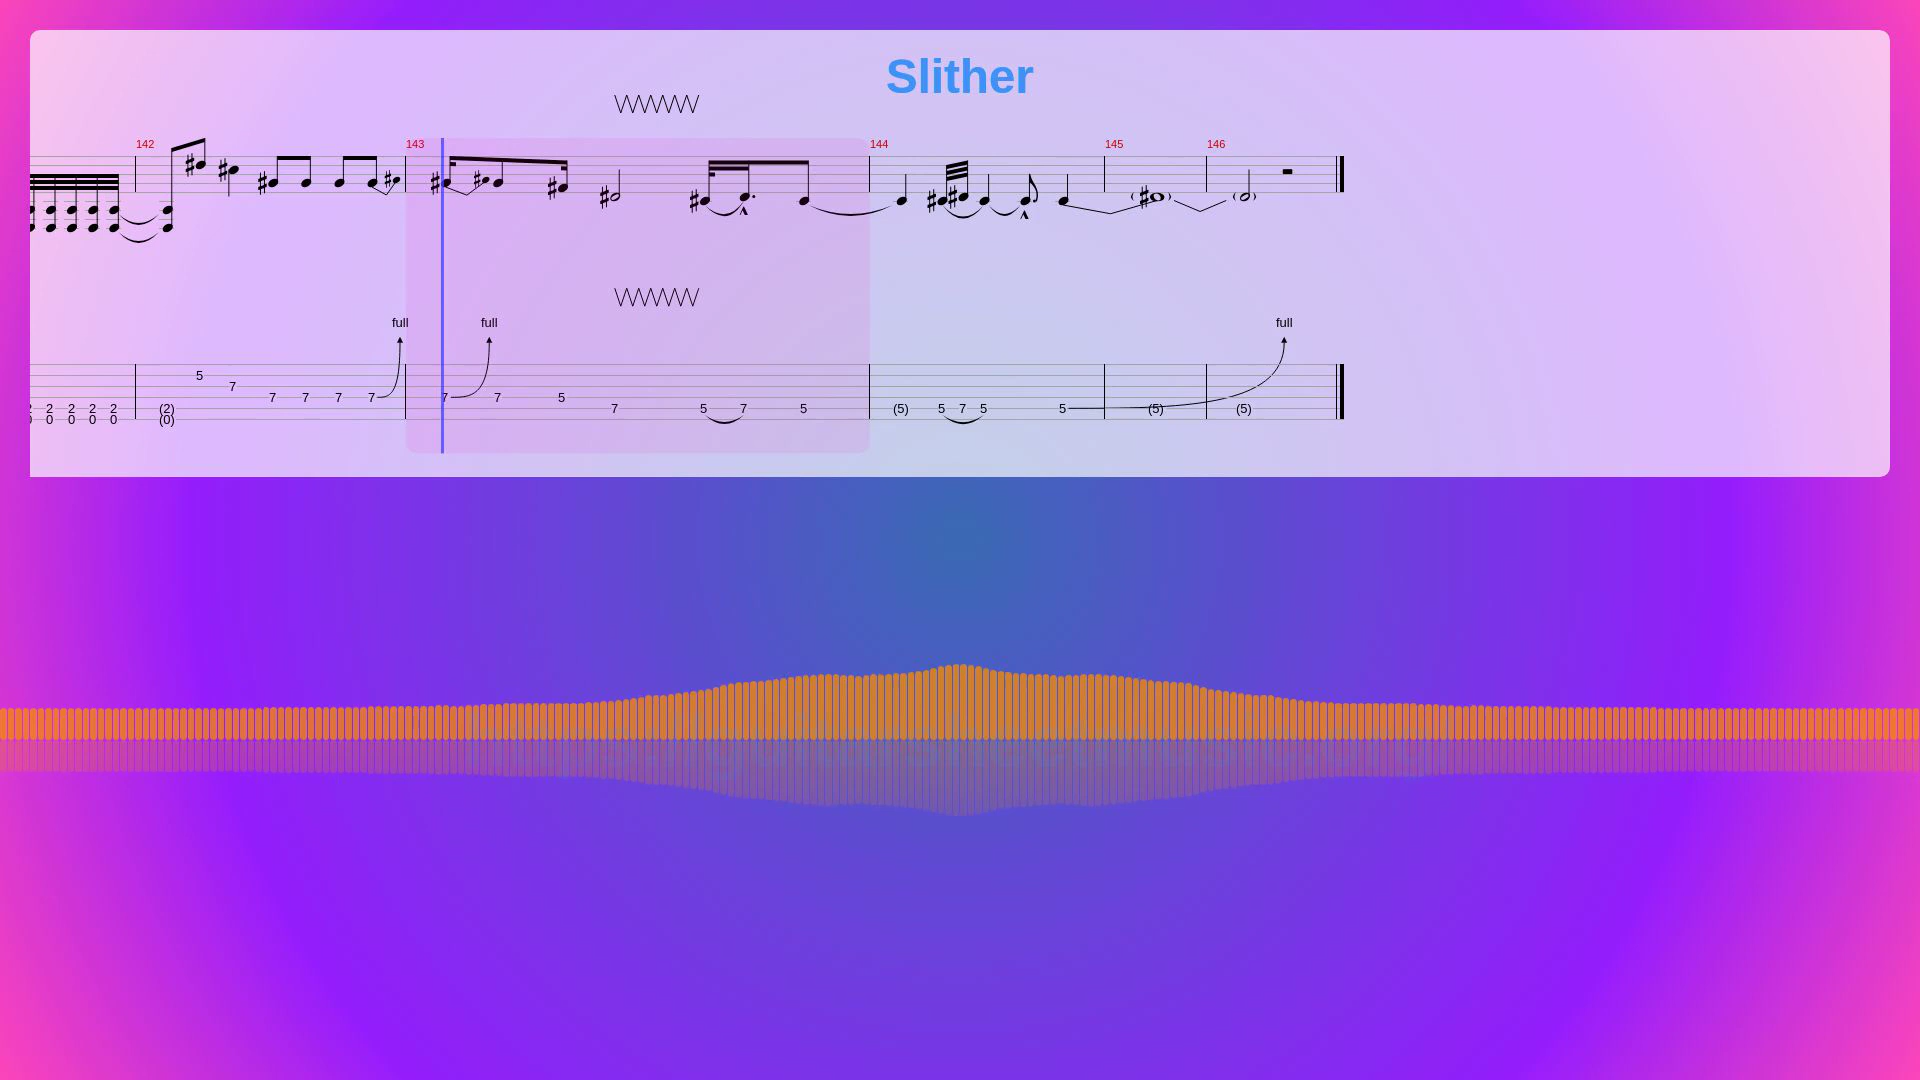 Slither
142 143 144 145 146
full full full
5
7
7 7 7 7 7 7 5
2 2 2 2 2 (2) 7 5 7 5 (5) 5 7 5 5 (5) (5)
0 0 0 0 0 (0)